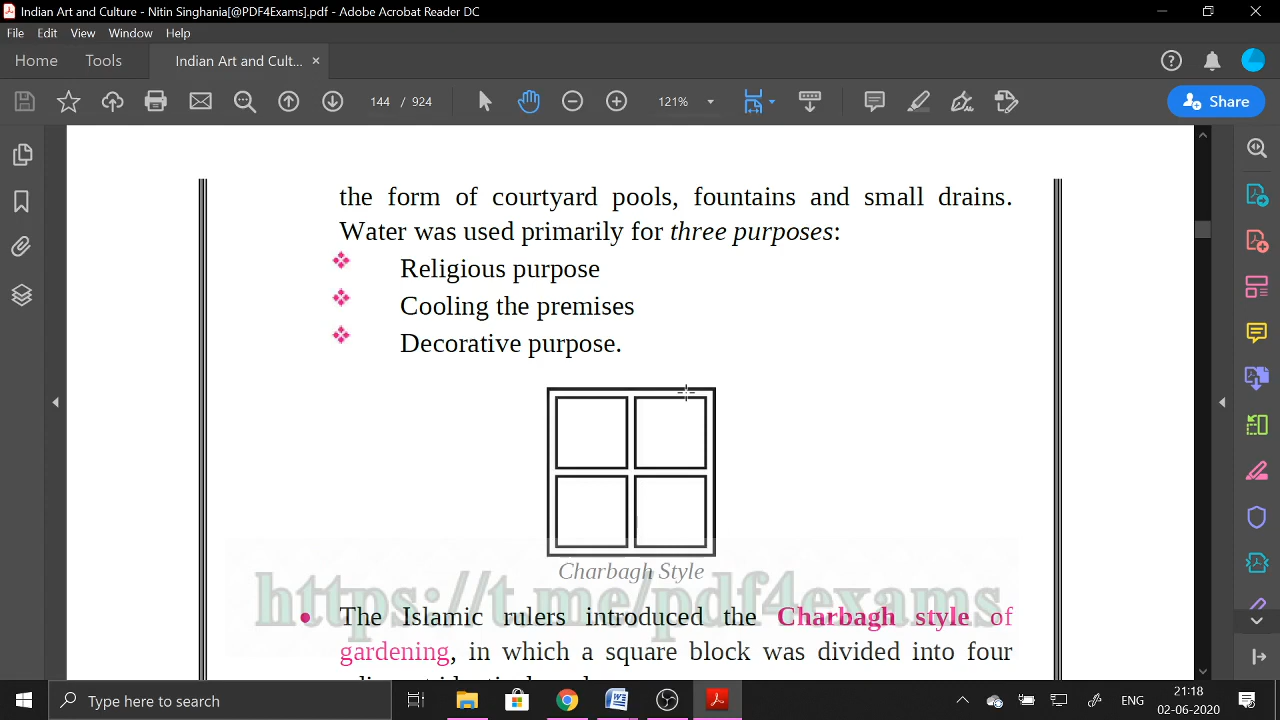 Indian Art and Culture - Nitin Singhania[@PDF4Exams].pdf - Adobe Acrobat Reader DC
File Edit View Window Help
Home Tools Indian Art and Cult... ×
144 / 924 121% Share
the form of courtyard pools, fountains and small drains.
Water was used primarily for three purposes:
Religious purpose
Cooling the premises
Decorative purpose.
Charbagh Style
https://t.me/pdf4exams
The Islamic rulers introduced the Charbagh style of
gardening, in which a square block was divided into four
Type here to search
ENG
21:18
02-06-2020